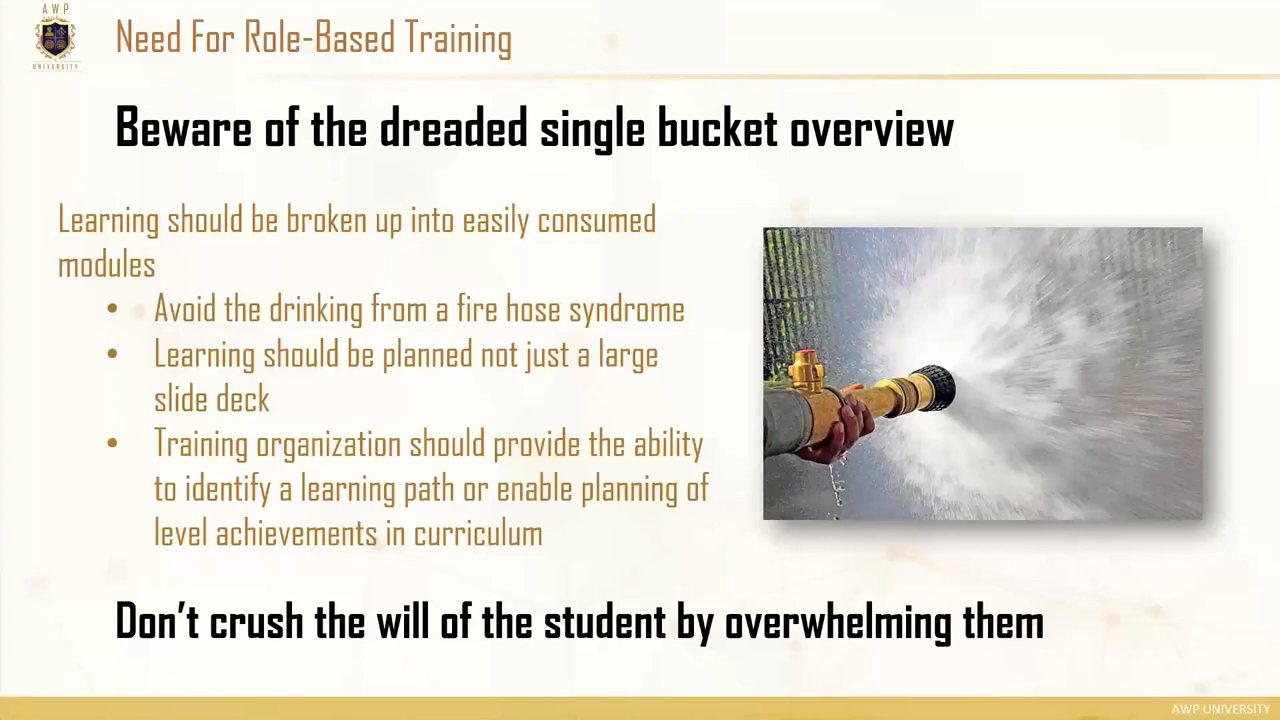 AWP
UNIVERSITY
Need For Role-Based Training
Beware of the dreaded single bucket overview
Learning should be broken up into easily consumed
modules
• Avoid the drinking from a fire hose syndrome
• Learning should be planned not just a large
slide deck
• Training organization should provide the ability
to identify a learning path or enable planning of
level achievements in curriculum
Don’t crush the will of the student by overwhelming them
AWP UNIVERSITY